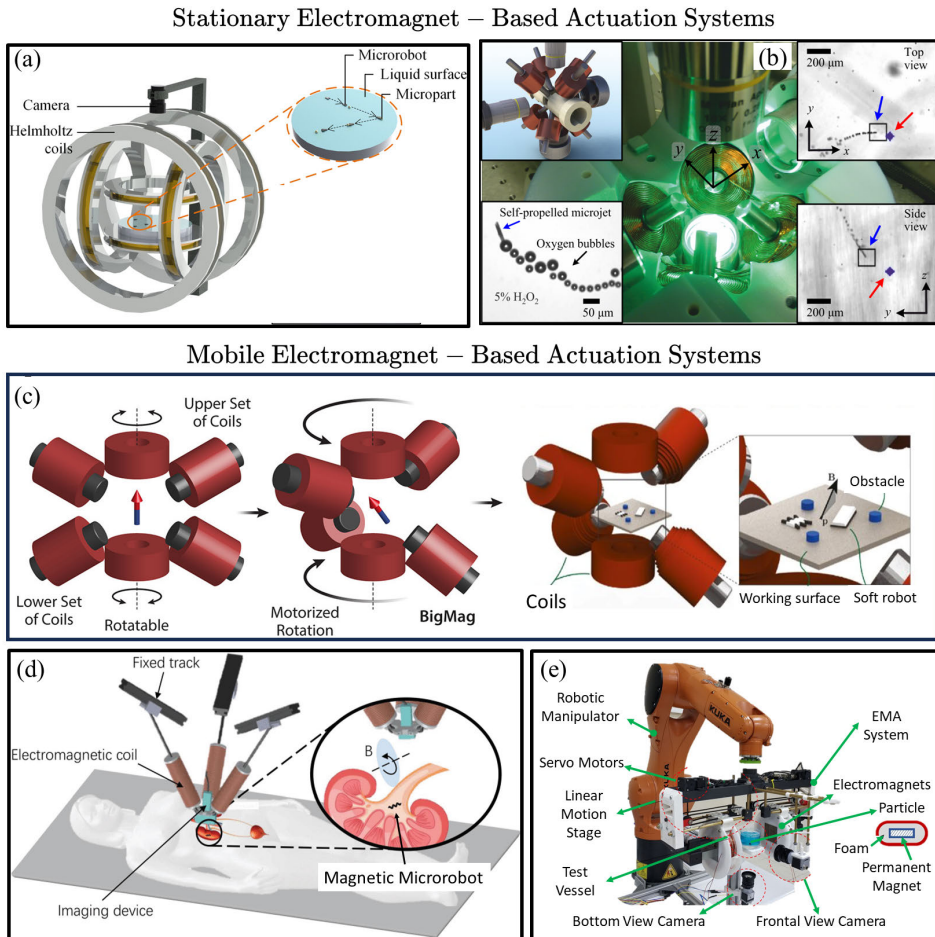 Stationary Electromagnet – Based Actuation Systems
(a)
Microrobot
Liquid surface
Micropart
Camera
Helmholtz
coils
(b)
200 μm
Top
view
y
x
z
y
x
Self-propelled microjet
Oxygen bubbles
5% H₂O₂
50 μm
Side
view
200 μm
z
y
Mobile Electromagnet – Based Actuation Systems
(c)
Upper Set
of Coils
Lower Set
of Coils
Rotatable
Motorized
Rotation
BigMag
Coils
B
P
Obstacle
Working surface
Soft robot
(d)
Fixed track
Electromagnetic coil
Imaging device
B
Magnetic Microrobot
(e)
Robotic
Manipulator
Servo Motors
Linear
Motion
Stage
Test
Vessel
Bottom View Camera
KUKA
EMA
System
Electromagnets
Particle
Foam
Permanent
Magnet
Frontal View Camera